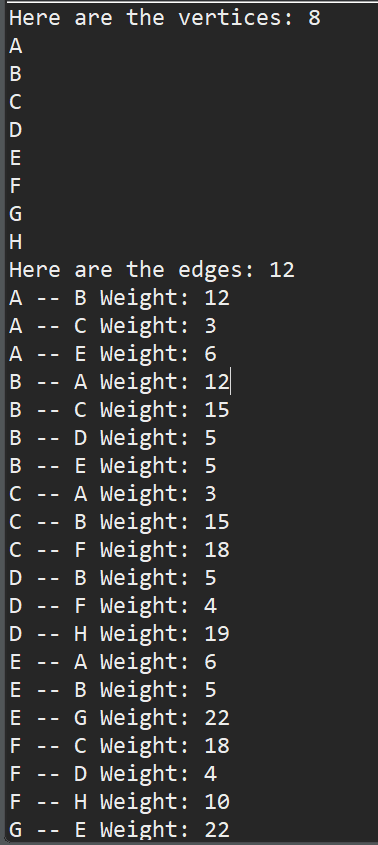 Here are the vertices: 8
A
B
C
D
E
F
G
H
Here are the edges: 12
A -- B Weight: 12
A -- C Weight: 3
A -- E Weight: 6
B -- A Weight: 12
B -- C Weight: 15
B -- D Weight: 5
B -- E Weight: 5
C -- A Weight: 3
C -- B Weight: 15
C -- F Weight: 18
D -- B Weight: 5
D -- F Weight: 4
D -- H Weight: 19
E -- A Weight: 6
E -- B Weight: 5
E -- G Weight: 22
F -- C Weight: 18
F -- D Weight: 4
F -- H Weight: 10
G -- E Weight: 22